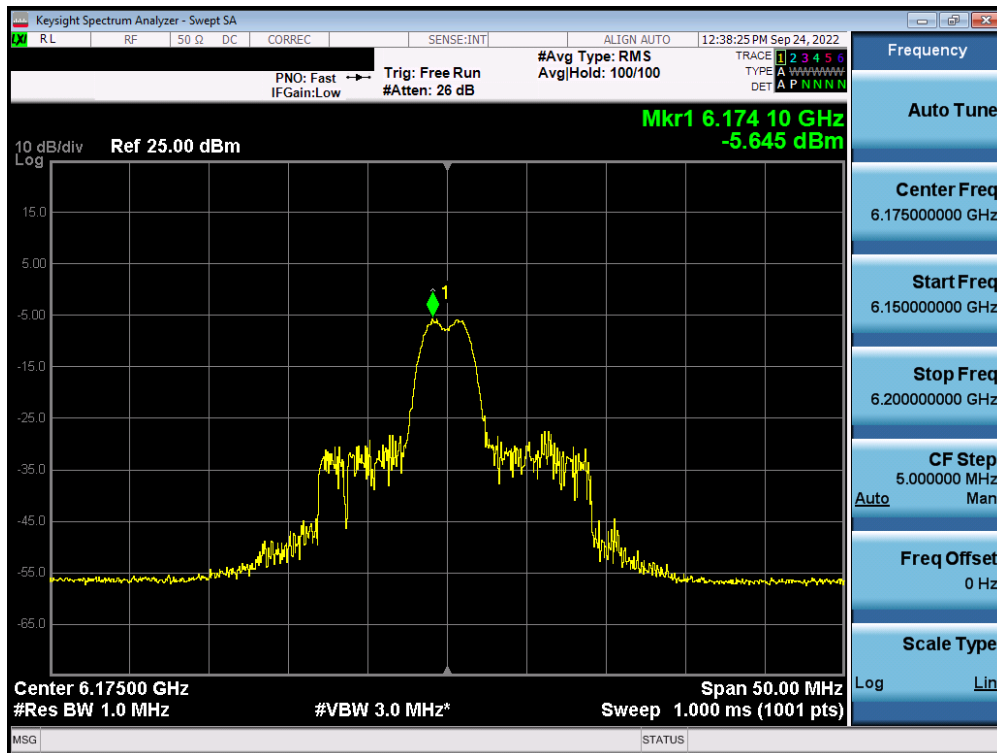 Keysight Spectrum Analyzer - Swept SA
LXI RL RF 50 Ω DC CORREC SENSE:INT ALIGN AUTO 12:38:25 PM Sep 24, 2022
Frequency
PNO: Fast
IFGain:Low
Trig: Free Run
#Atten: 26 dB
#Avg Type: RMS
Avg|Hold: 100/100
TRACE 1 2 3 4 5 6
TYPE A WWWWW
DET A P N N N N
Mkr1 6.174 10 GHz
-5.645 dBm
10 dB/div Ref 25.00 dBm
Log
15.0
5.00
-5.00
-15.0
-25.0
-35.0
-45.0
-55.0
-65.0
1
Center 6.17500 GHz Span 50.00 MHz
#Res BW 1.0 MHz #VBW 3.0 MHz* Sweep 1.000 ms (1001 pts)
MSG STATUS
Auto Tune
Center Freq
6.175000000 GHz
Start Freq
6.150000000 GHz
Stop Freq
6.200000000 GHz
CF Step
5.000000 MHz
Auto Man
Freq Offset
0 Hz
Scale Type
Log Lin